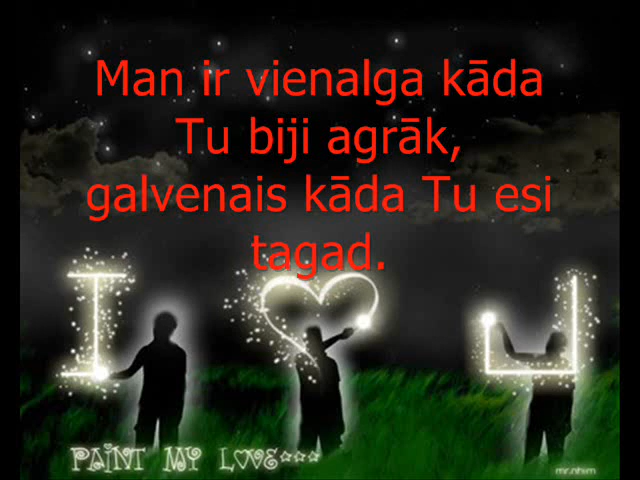 Man ir vienalga kāda
Tu biji agrāk,
galvenais kāda Tu esi
tagad.
I ♥ U
PAINT MY LOVE***